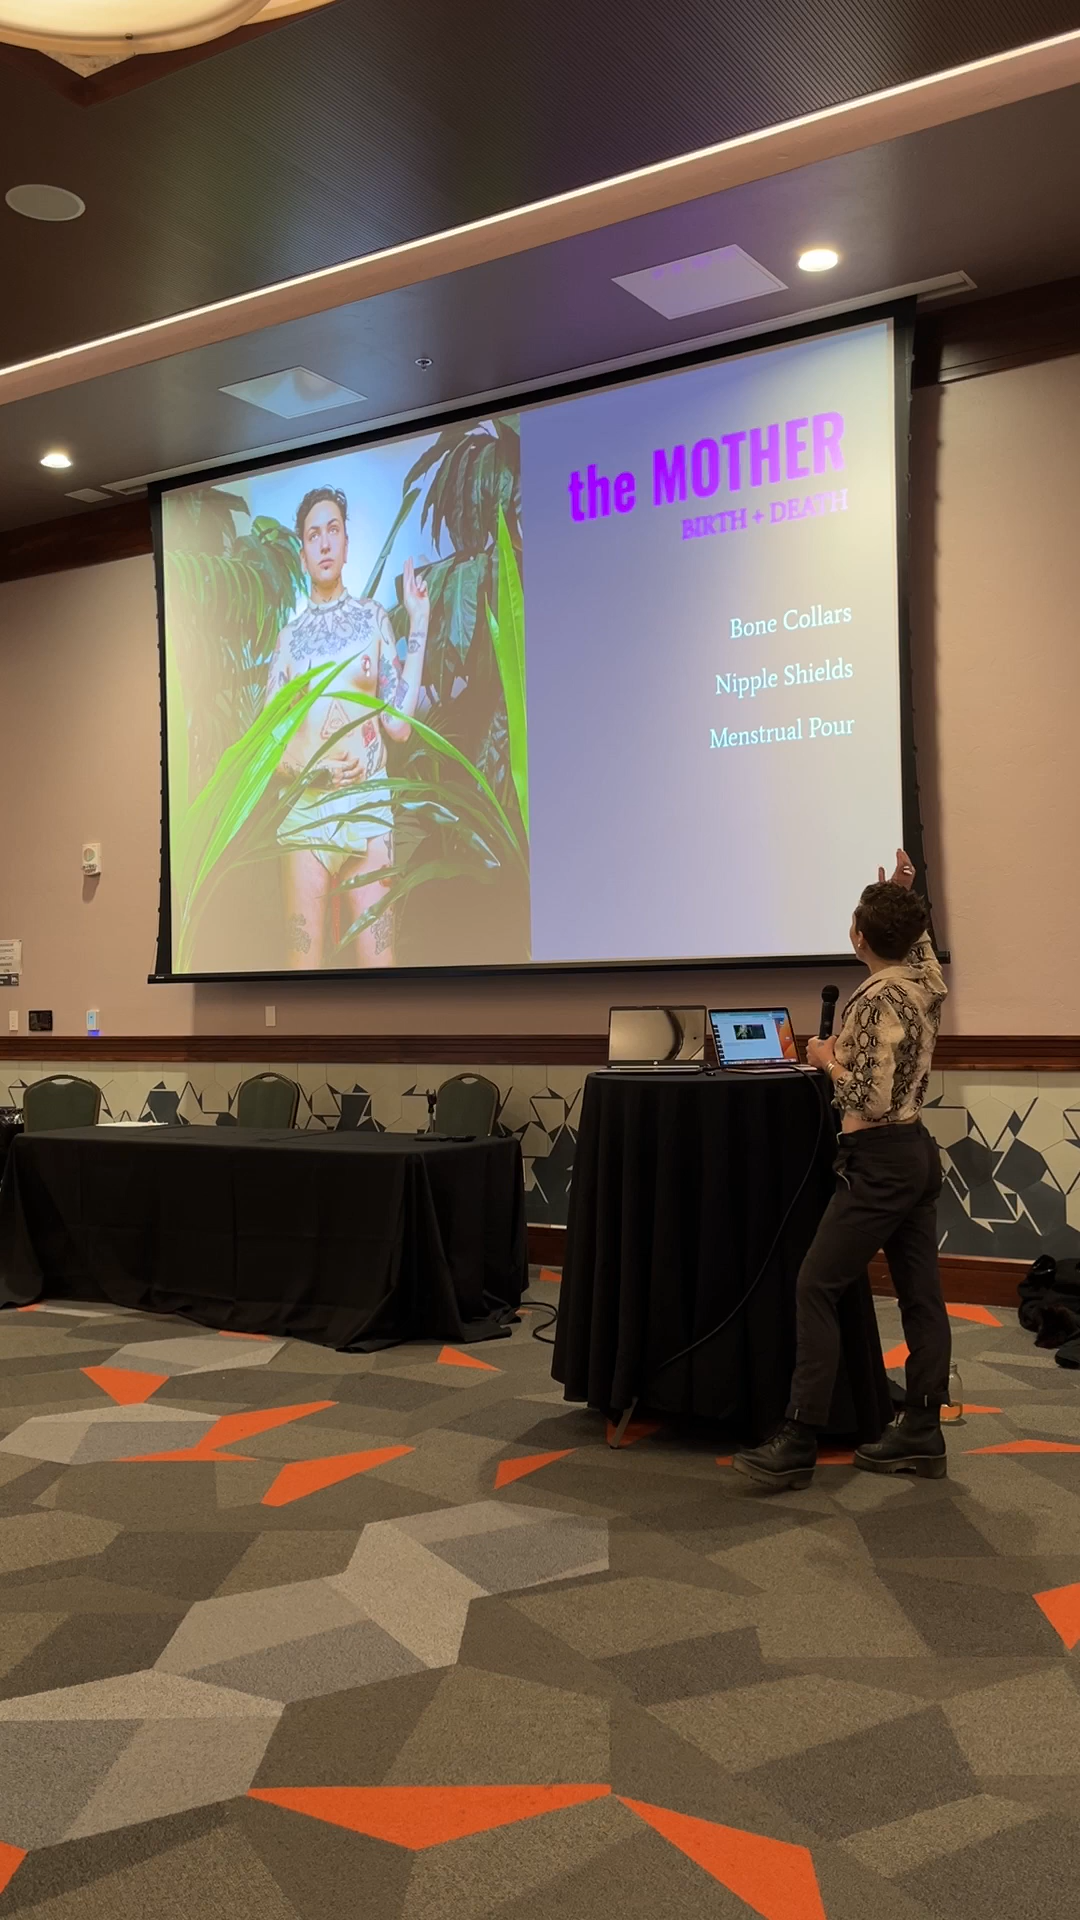 the MOTHER
BIRTH + DEATH
Bone Collars
Nipple Shields
Menstrual Pour